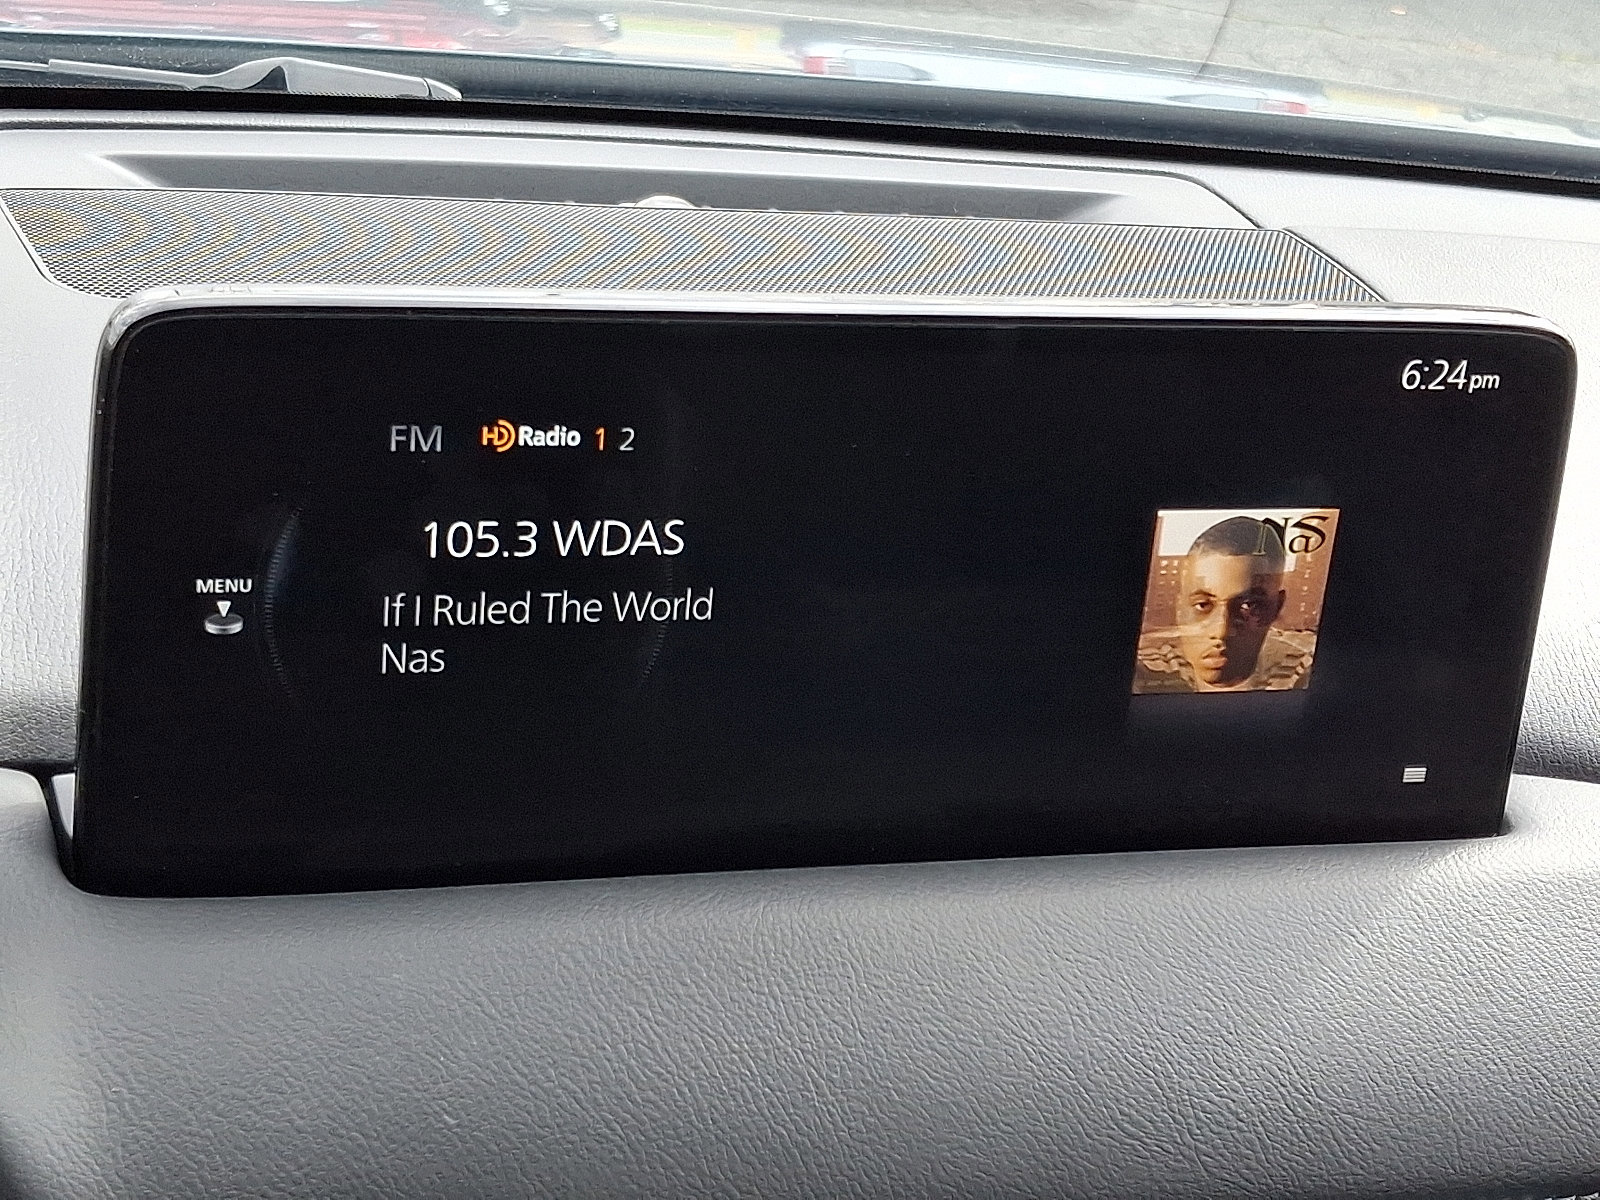 6:24pm
FM HD Radio 1 2
105.3 WDAS
MENU
If I Ruled The World
Nas
NaS